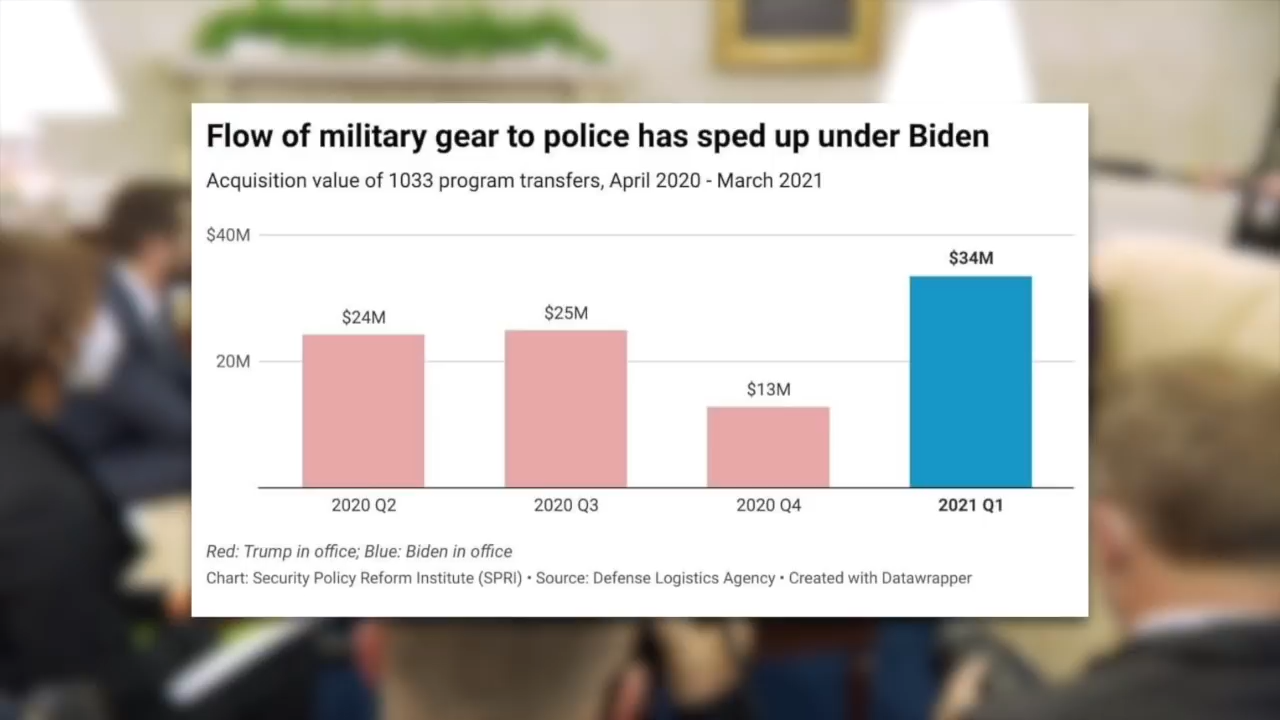 Flow of military gear to police has sped up under Biden
Acquisition value of 1033 program transfers, April 2020 - March 2021
$40M
$34M
$24M
$25M
20M
$13M
2020 Q2
2020 Q3
2020 Q4
2021 Q1
Red: Trump in office; Blue: Biden in office
Chart: Security Policy Reform Institute (SPRI) • Source: Defense Logistics Agency • Created with Datawrapper